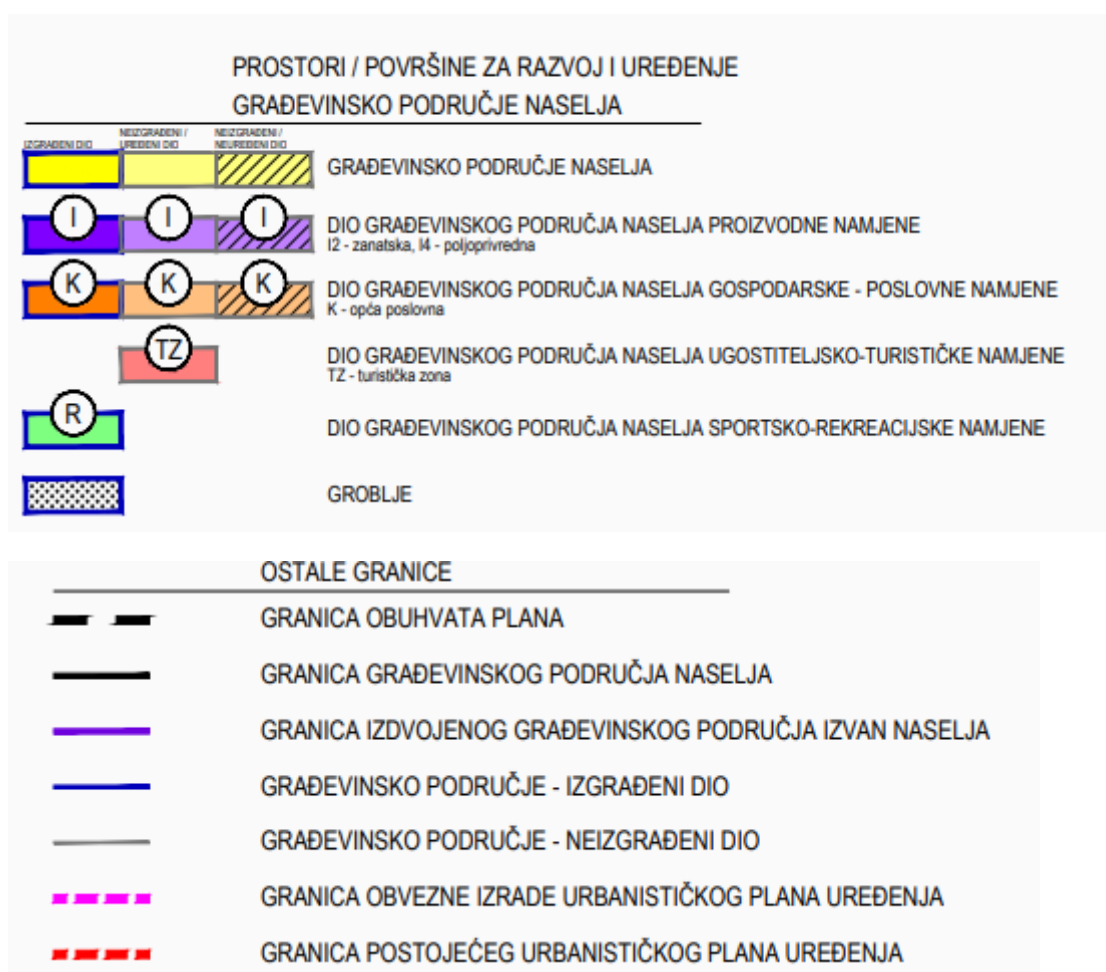 PROSTORI / POVRŠINE ZA RAZVOJ I UREĐENJE
GRAĐEVINSKO PODRUČJE NASELJA
IZGRAĐENI DIO
NEIZGRAĐENI /
UREĐENI DIO
NEIZGRAĐENI /
NEUREĐENI DIO
GRAĐEVINSKO PODRUČJE NASELJA
I I I
DIO GRAĐEVINSKOG PODRUČJA NASELJA PROIZVODNE NAMJENE
I2 - zanatska, I4 - poljoprivredna
K K K
DIO GRAĐEVINSKOG PODRUČJA NASELJA GOSPODARSKE - POSLOVNE NAMJENE
K - opća poslovna
TZ
DIO GRAĐEVINSKOG PODRUČJA NASELJA UGOSTITELJSKO-TURISTIČKE NAMJENE
TZ - turistička zona
R
DIO GRAĐEVINSKOG PODRUČJA NASELJA SPORTSKO-REKREACIJSKE NAMJENE
GROBLJE
OSTALE GRANICE
GRANICA OBUHVATA PLANA
GRANICA GRAĐEVINSKOG PODRUČJA NASELJA
GRANICA IZDVOJENOG GRAĐEVINSKOG PODRUČJA IZVAN NASELJA
GRAĐEVINSKO PODRUČJE - IZGRAĐENI DIO
GRAĐEVINSKO PODRUČJE - NEIZGRAĐENI DIO
GRANICA OBVEZNE IZRADE URBANISTIČKOG PLANA UREĐENJA
GRANICA POSTOJEĆEG URBANISTIČKOG PLANA UREĐENJA